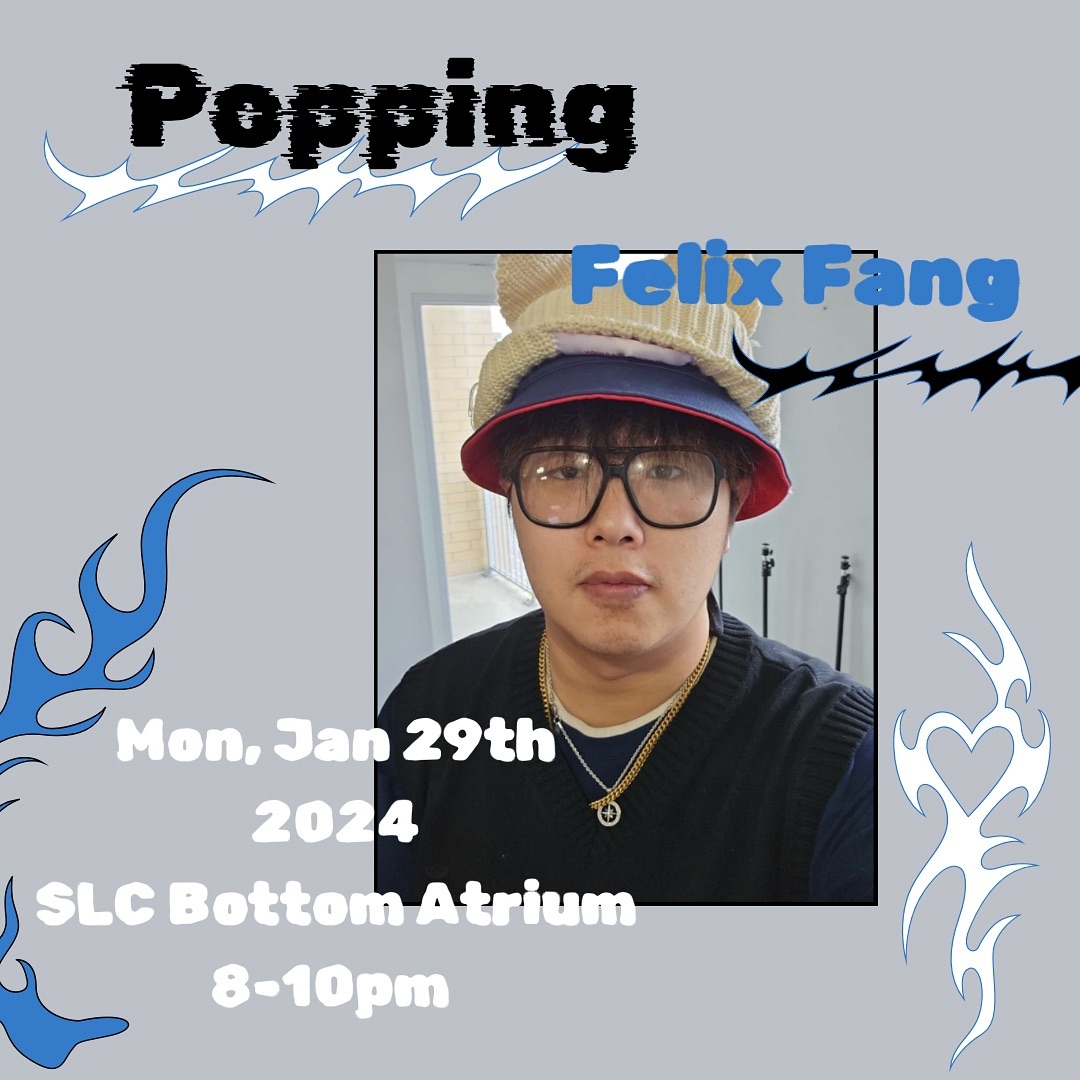 Popping
Felix Fang
Mon, Jan 29th
2024
SLC Bottom Atrium
8-10pm